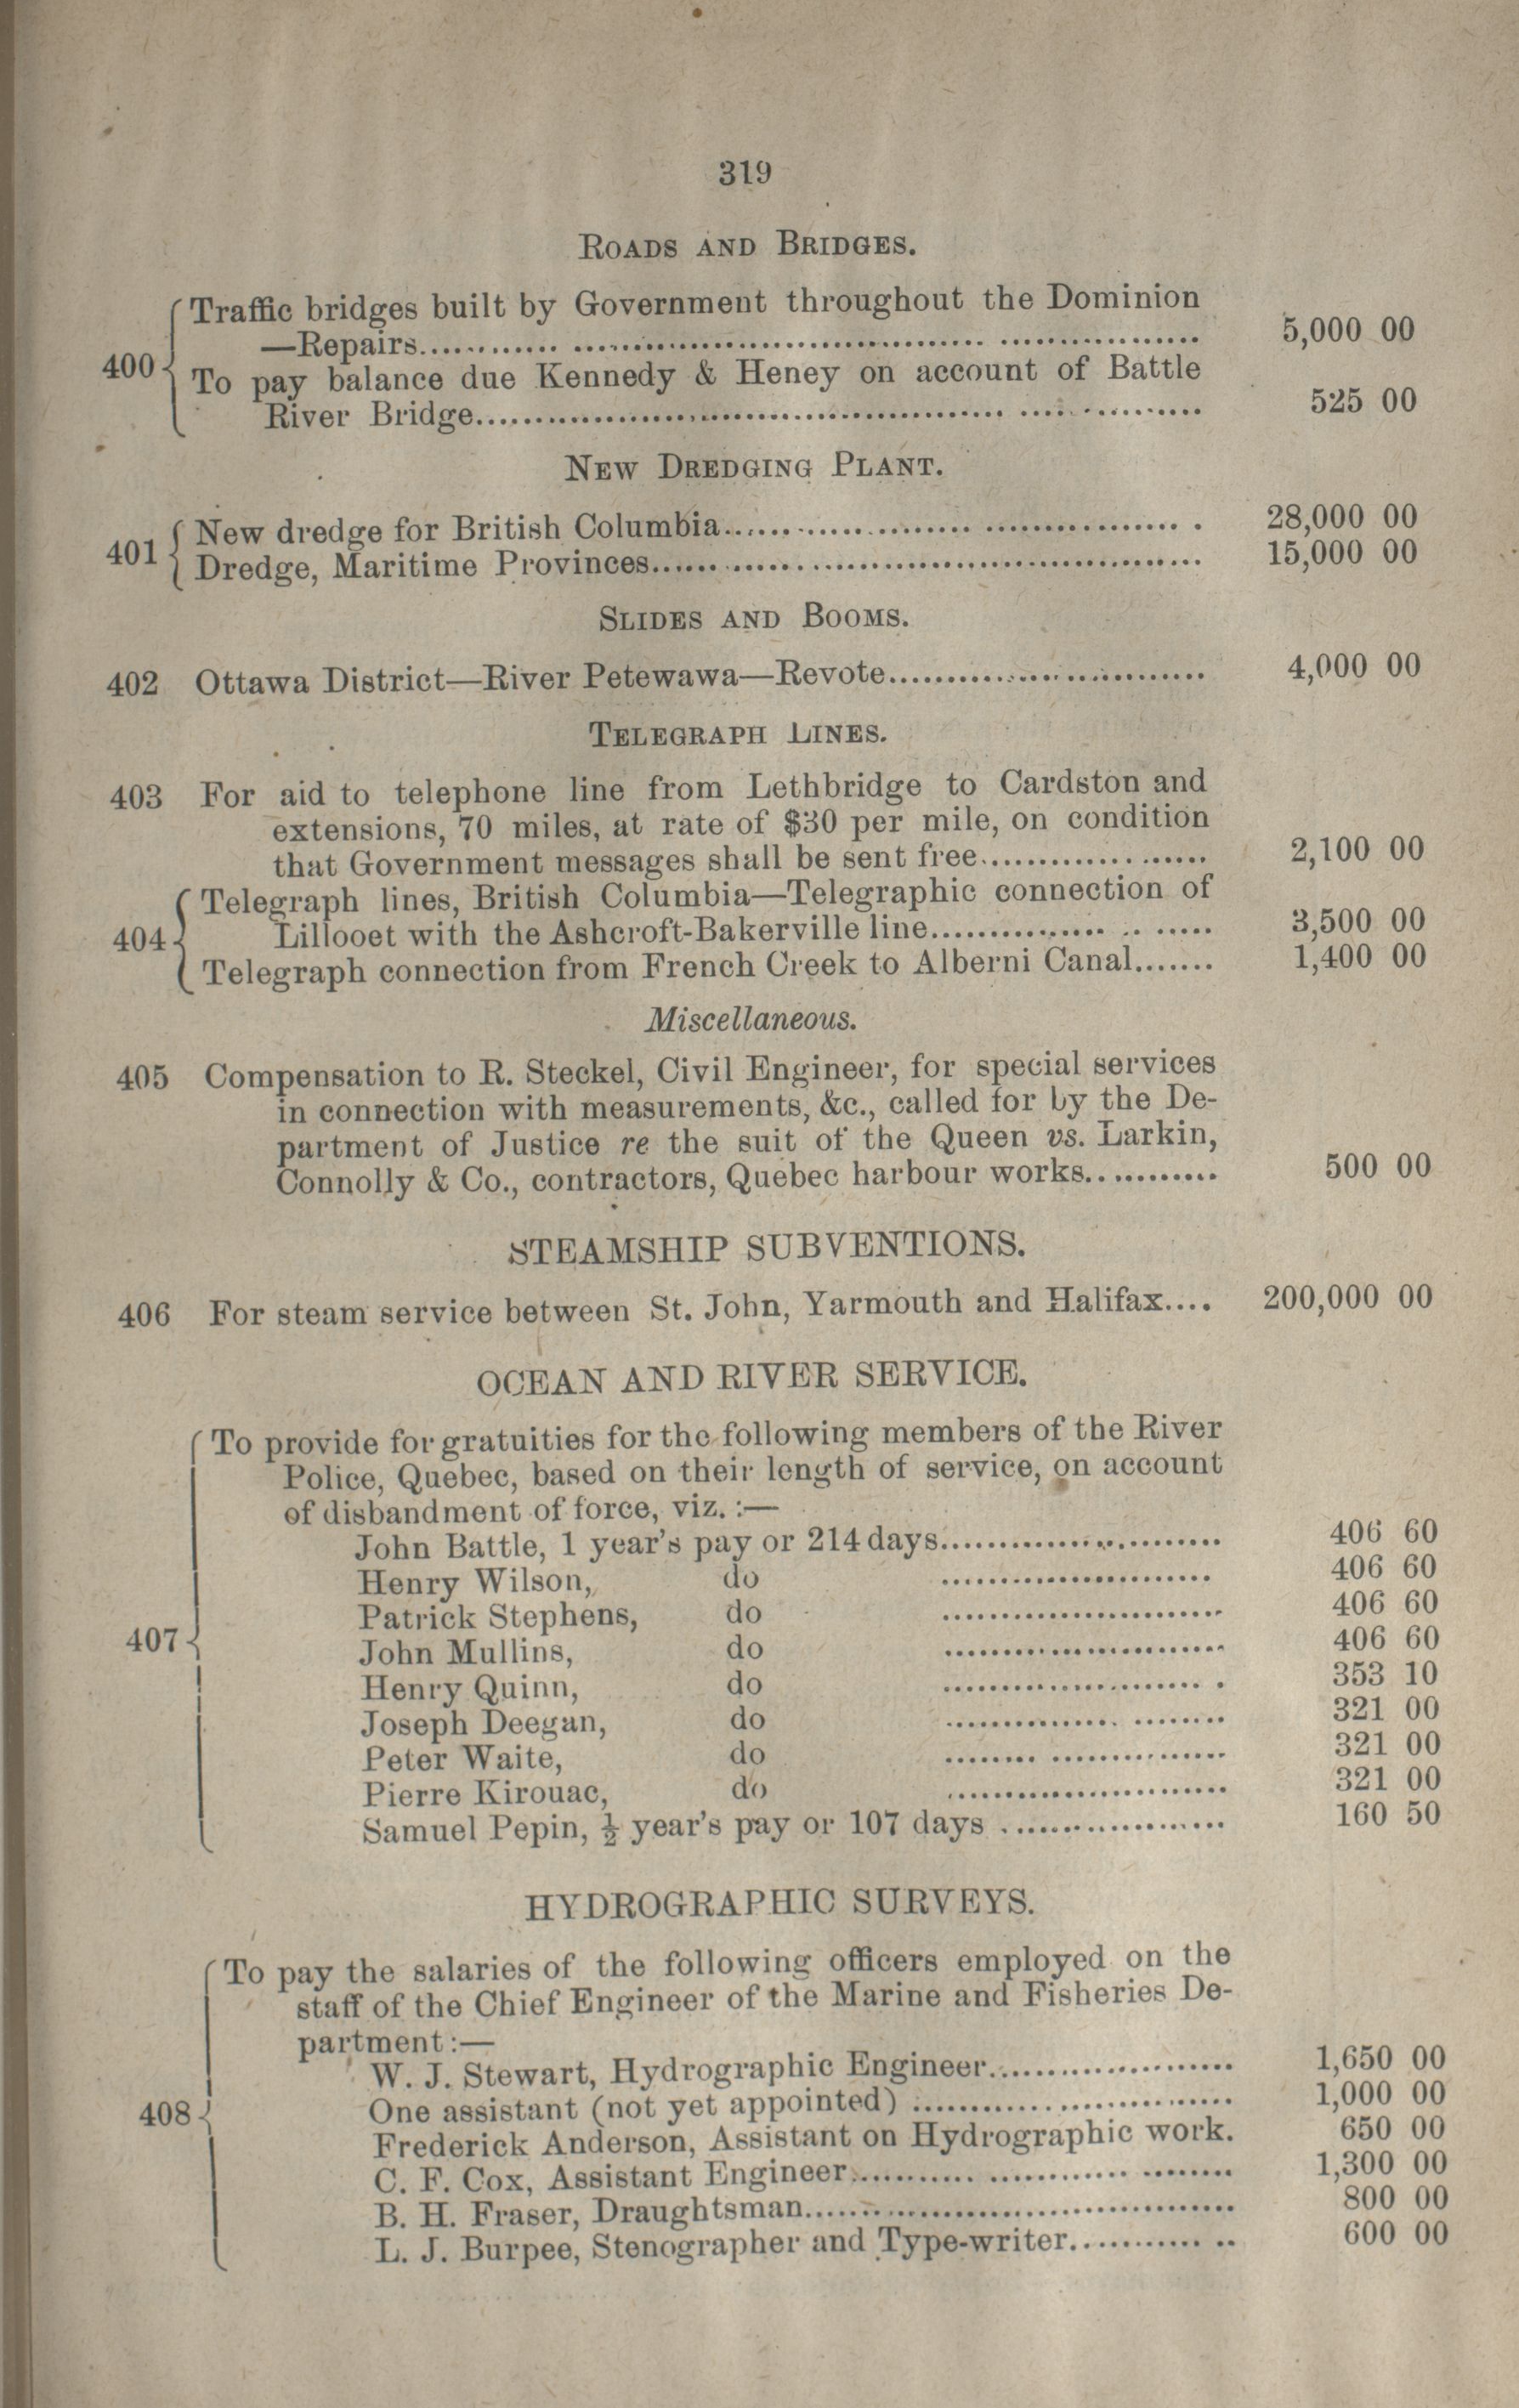 319
ROADS AND BRIDGES.
Traffic bridges built by Government throughout the Dominion
—Repairs........ 5,000 00
400 To pay balance due Kennedy & Heney on account of Battle
River Bridge........ 525 00
NEW DREDGING PLANT.
401 New dredge for British Columbia........ 28,000 00
Dredge, Maritime Provinces........ 15,000 00
SLIDES AND BOOMS.
402 Ottawa District—River Petewawa—Revote........ 4,000 00
TELEGRAPH LINES.
403 For aid to telephone line from Lethbridge to Cardston and
extensions, 70 miles, at rate of $30 per mile, on condition
that Government messages shall be sent free........ 2,100 00
Telegraph lines, British Columbia—Telegraphic connection of
404 Lillooet with the Ashcroft-Bakerville line........ 3,500 00
Telegraph connection from French Creek to Alberni Canal....... 1,400 00
Miscellaneous.
405 Compensation to R. Steckel, Civil Engineer, for special services
in connection with measurements, &c., called for by the De-
partment of Justice re the suit of the Queen vs. Larkin,
Connolly & Co., contractors, Quebec harbour works........ 500 00
STEAMSHIP SUBVENTIONS.
406 For steam service between St. John, Yarmouth and Halifax.... 200,000 00
OCEAN AND RIVER SERVICE.
To provide for gratuities for the following members of the River
Police, Quebec, based on their length of service, on account
of disbandment of force, viz. :—
John Battle, 1 year's pay or 214 days........ 406 60
Henry Wilson, do ........ 406 60
Patrick Stephens, do ........ 406 60
407 John Mullins, do ........ 406 60
Henry Quinn, do ........ 353 10
Joseph Deegan, do ........ 321 00
Peter Waite, do ........ 321 00
Pierre Kirouac, do ........ 321 00
Samuel Pepin, ½ year's pay or 107 days ........ 160 50
HYDROGRAPHIC SURVEYS.
To pay the salaries of the following officers employed on the
staff of the Chief Engineer of the Marine and Fisheries De-
partment :—
W. J. Stewart, Hydrographic Engineer........ 1,650 00
408 One assistant (not yet appointed) ........ 1,000 00
Frederick Anderson, Assistant on Hydrographic work. 650 00
C. F. Cox, Assistant Engineer........ 1,300 00
B. H. Fraser, Draughtsman........ 800 00
L. J. Burpee, Stenographer and Type-writer........ 600 00